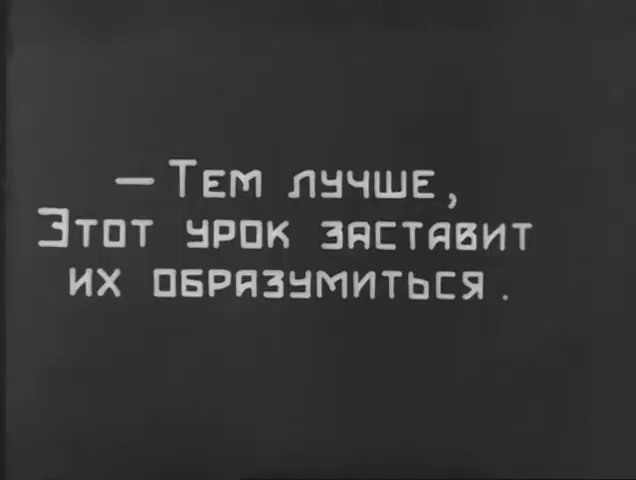 — Тем лучше,
Этот урок заставит
их образумиться.